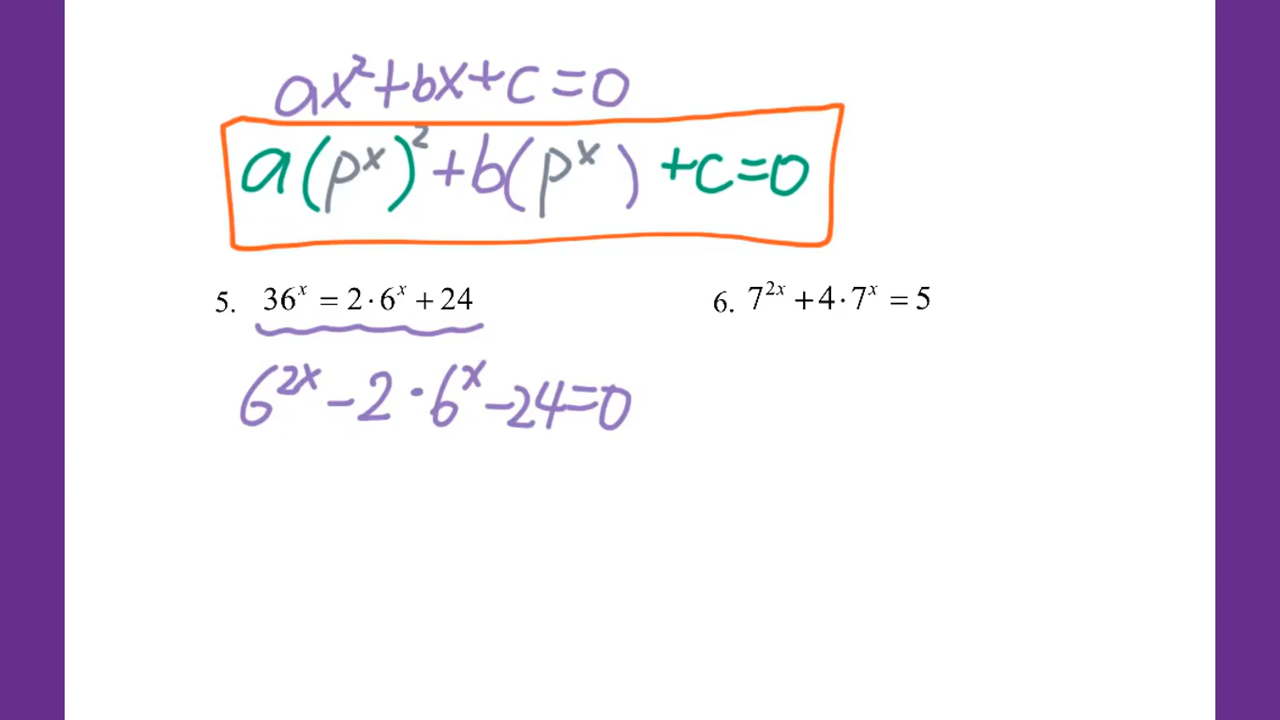 ax²+bx+c=0
a(pˣ)²+b(pˣ)+c=0
5. 36ˣ = 2·6ˣ + 24
6. 7²ˣ + 4·7ˣ = 5
6²ˣ-2·6ˣ-24=0